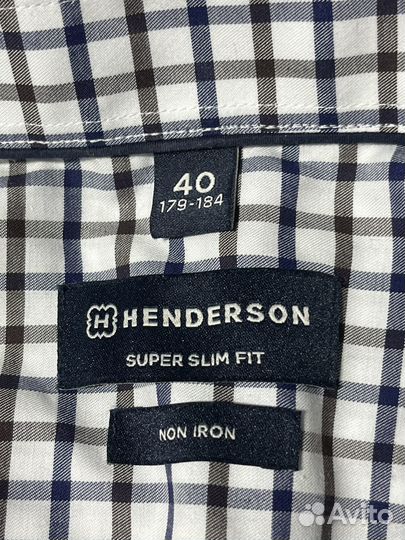 40
179-184
HENDERSON
SUPER SLIM FIT
NON IRON
Avito